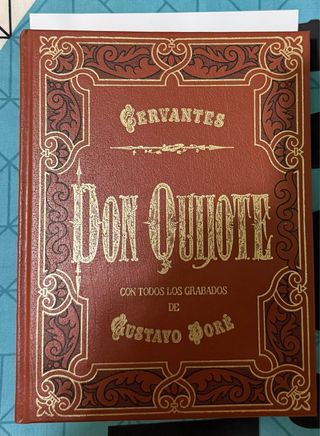 CERVANTES
DON QUIJOTE
CON TODOS LOS GRABADOS
DE
GUSTAVO DORÉ